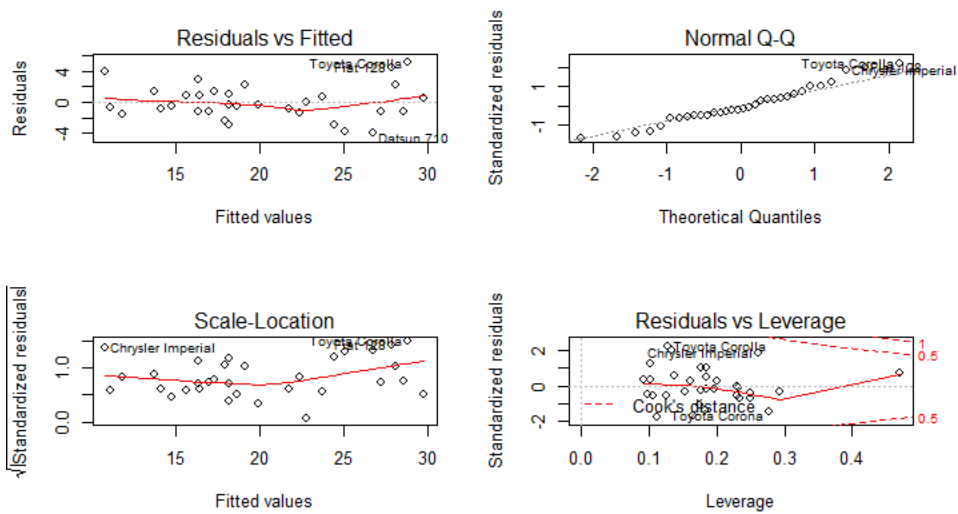 Residuals vs Fitted
Residuals
4
0
-4
Toyota Corolla
Fiat 128
Datsun 710
15 20 25 30
Fitted values
Normal Q-Q
Standardized residuals
1
-1
Toyota Corolla
Chrysler Imperial
-2 -1 0 1 2
Theoretical Quantiles
Scale-Location
√|Standardized residuals|
1.0
0.0
Chrysler Imperial
Toyota Corolla
Fiat 128
15 20 25 30
Fitted values
Residuals vs Leverage
Standardized residuals
2
0
-2
Toyota Corolla
Chrysler Imperial
Cook's distance
Toyota Corona
1
0.5
0.5
0.0 0.1 0.2 0.3 0.4
Leverage